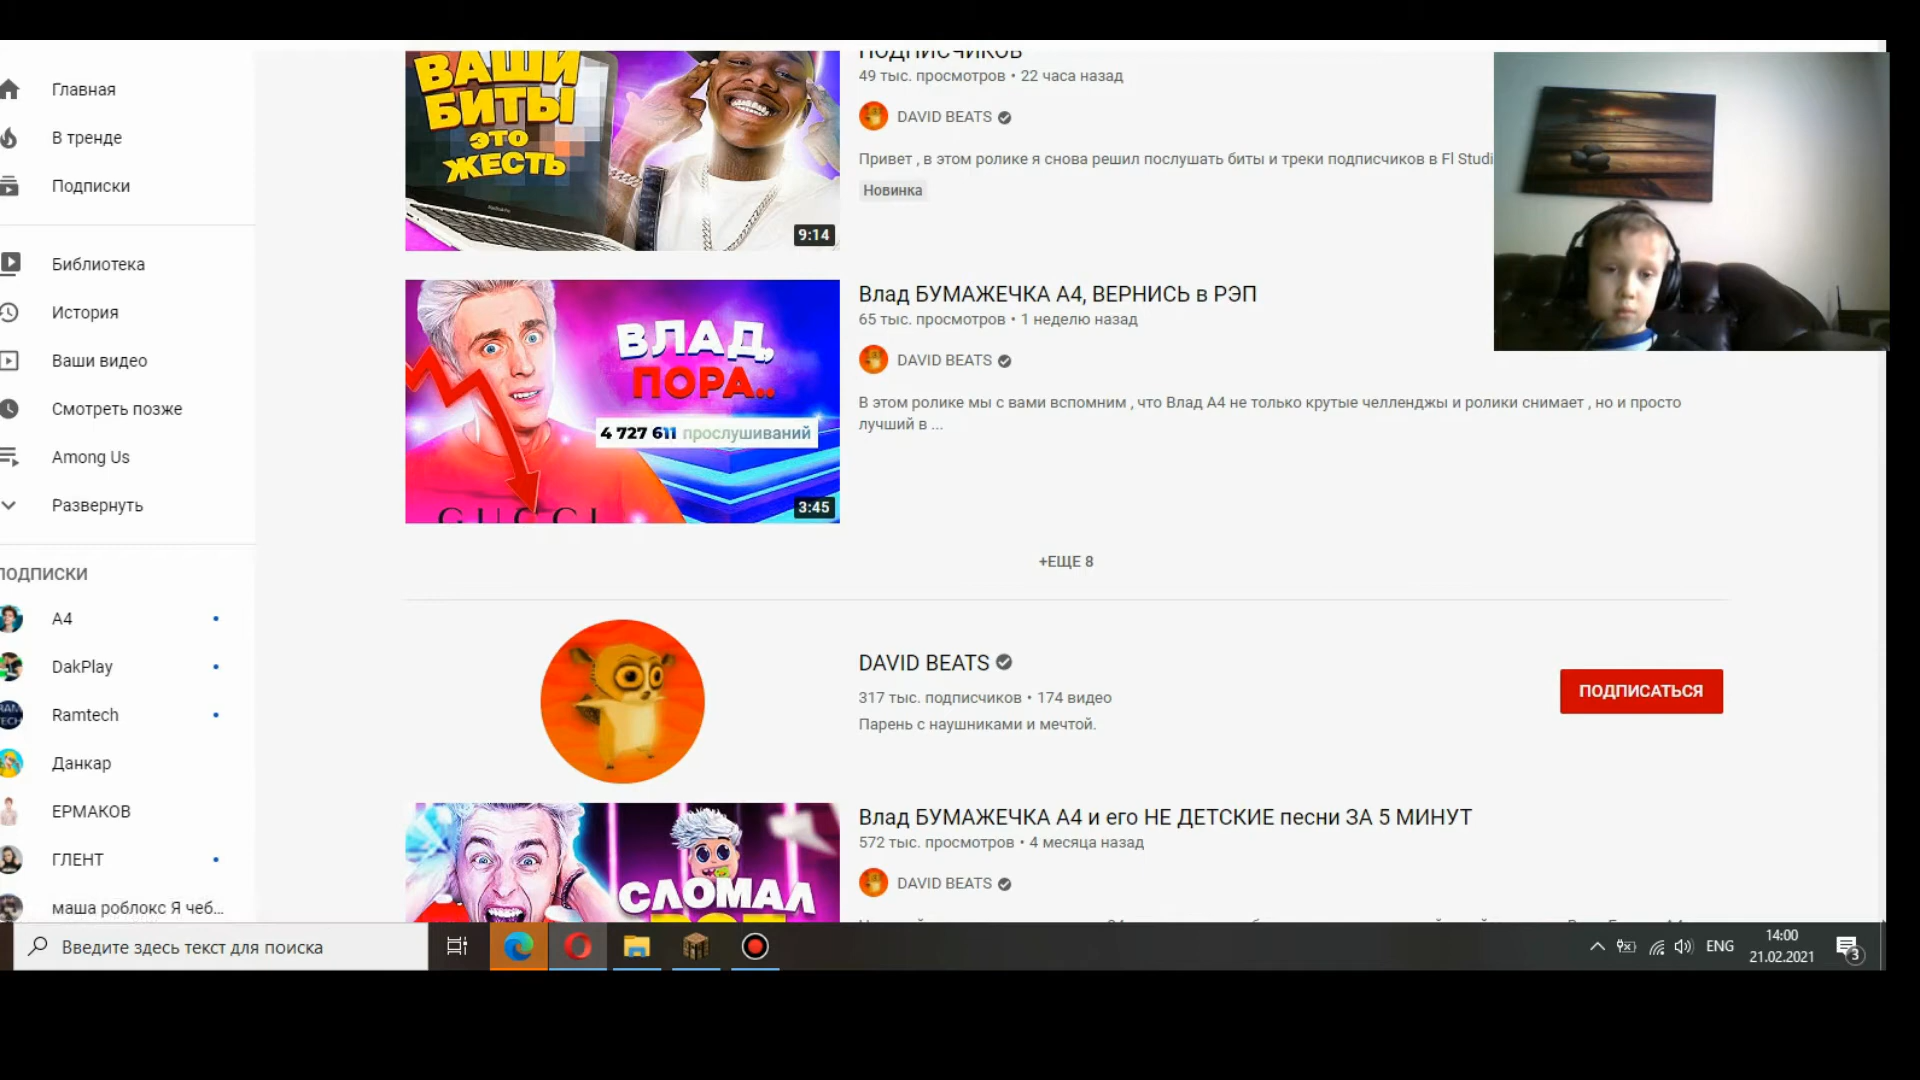 Главная
В тренде
Подписки
Библиотека
История
Ваши видео
Смотреть позже
Among Us
Развернуть
ПОДПИСКИ
A4
DakPlay
Ramtech
Данкар
ЕРМАКОВ
ГЛЕНТ
маша роблокс Я чеб...
ВАШИ
БИТЫ
ЭТО
ЖЕСТЬ
9:14
ПОДПИСЧИКОВ
49 тыс. просмотров • 22 часа назад
DAVID BEATS
Привет , в этом ролике я снова решил послушать биты и треки подписчиков в Fl Studi
Новинка
ВЛАД,
ПОРА..
4 727 611 прослушиваний
GUCCI
3:45
Влад БУМАЖЕЧКА А4, ВЕРНИСЬ в РЭП
65 тыс. просмотров • 1 неделю назад
DAVID BEATS
В этом ролике мы с вами вспомним , что Влад А4 не только крутые челленджы и ролики снимает , но и просто
лучший в ...
+ЕЩЕ 8
DAVID BEATS
317 тыс. подписчиков • 174 видео
Парень с наушниками и мечтой.
ПОДПИСАТЬСЯ
СЛОМАЛ
Влад БУМАЖЕЧКА А4 и его НЕ ДЕТСКИЕ песни ЗА 5 МИНУТ
572 тыс. просмотров • 4 месяца назад
DAVID BEATS
Введите здесь текст для поиска
ENG
14:00
21.02.2021
3